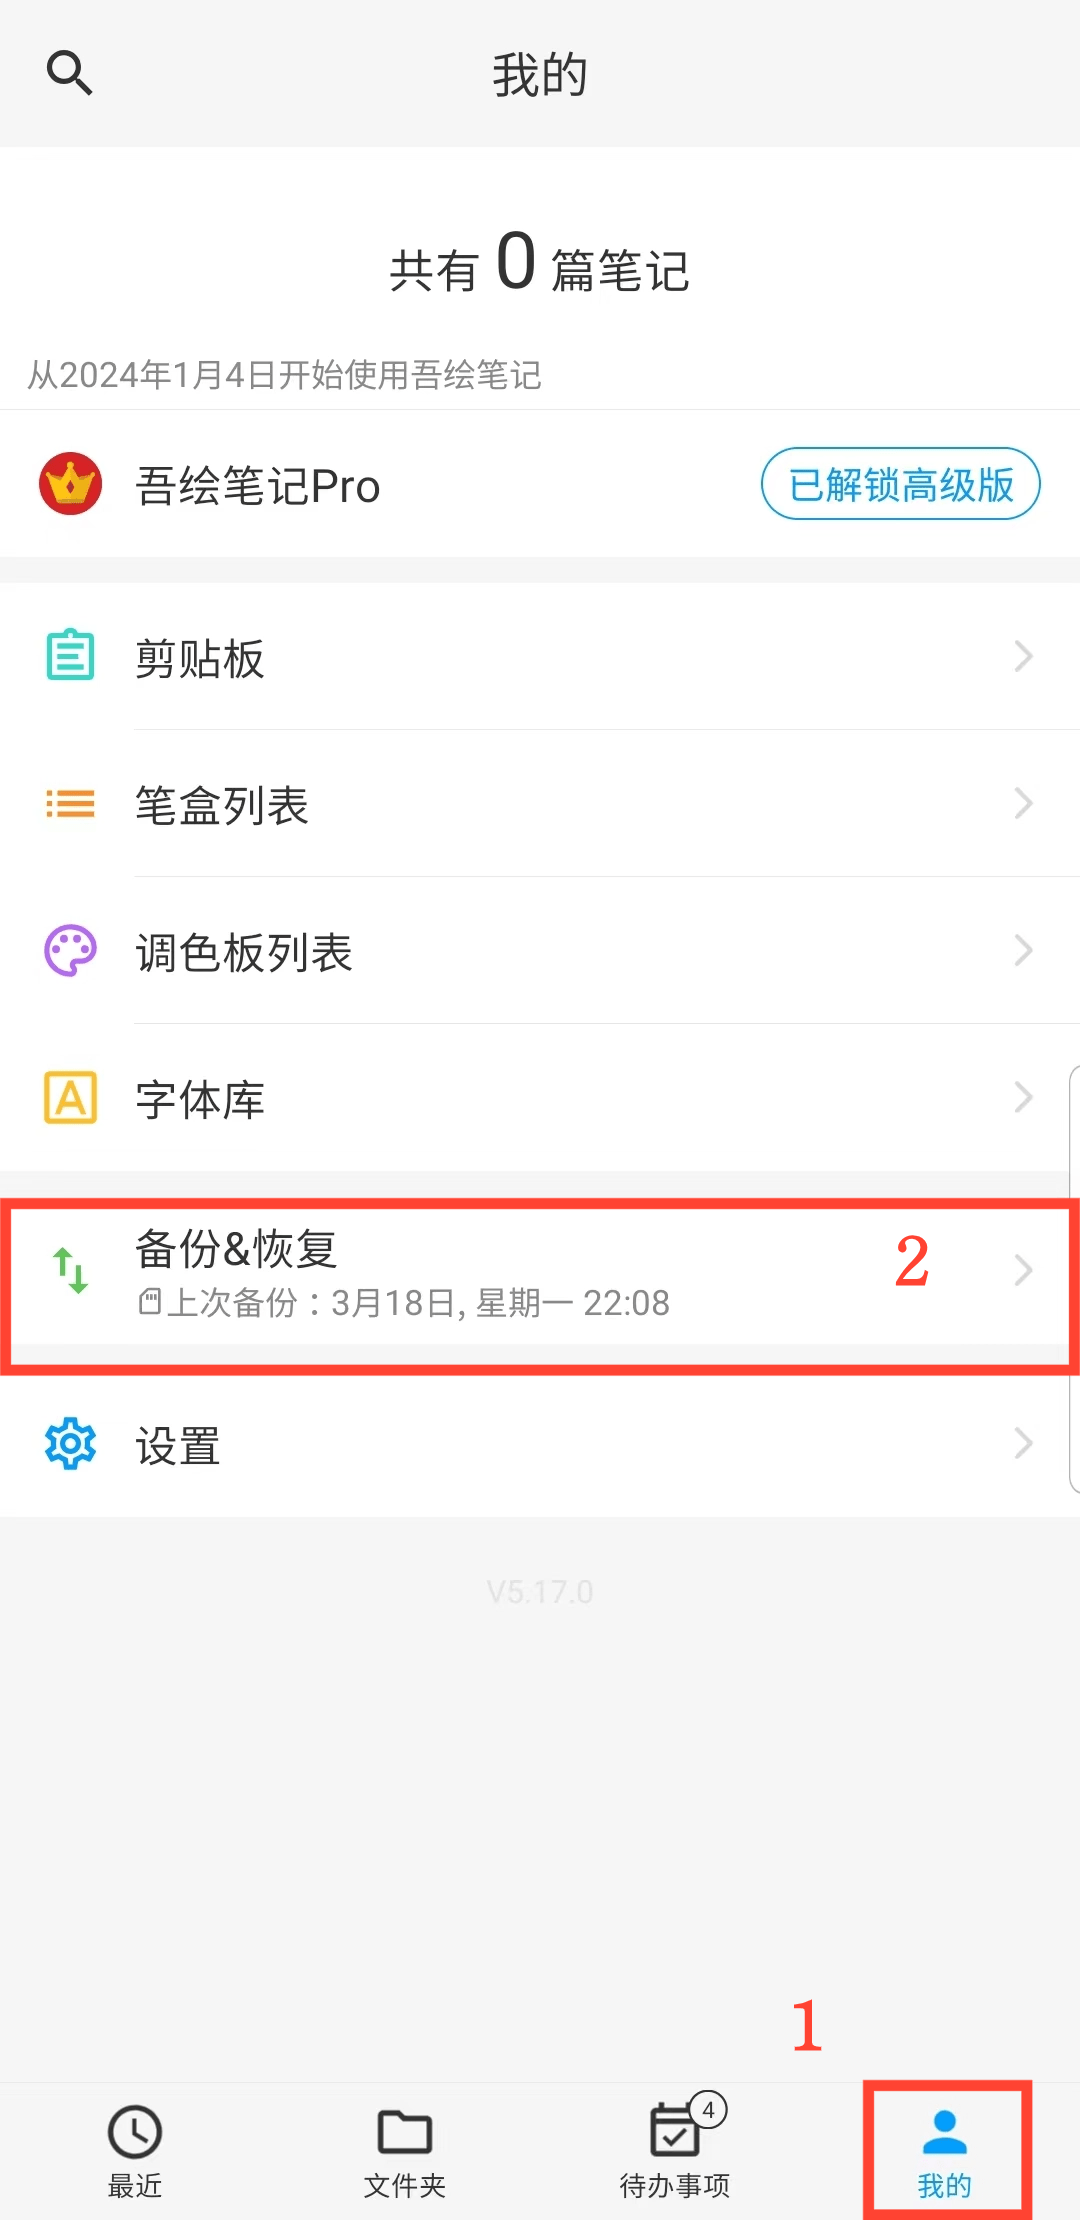 我的
共有 0 篇笔记
从2024年1月4日开始使用吾绘笔记
吾绘笔记Pro
已解锁高级版
剪贴板
笔盒列表
调色板列表
字体库
备份&恢复
2
上次备份：3月18日, 星期一 22:08
设置
V5.17.0
1
4
最近
文件夹
待办事项
我的